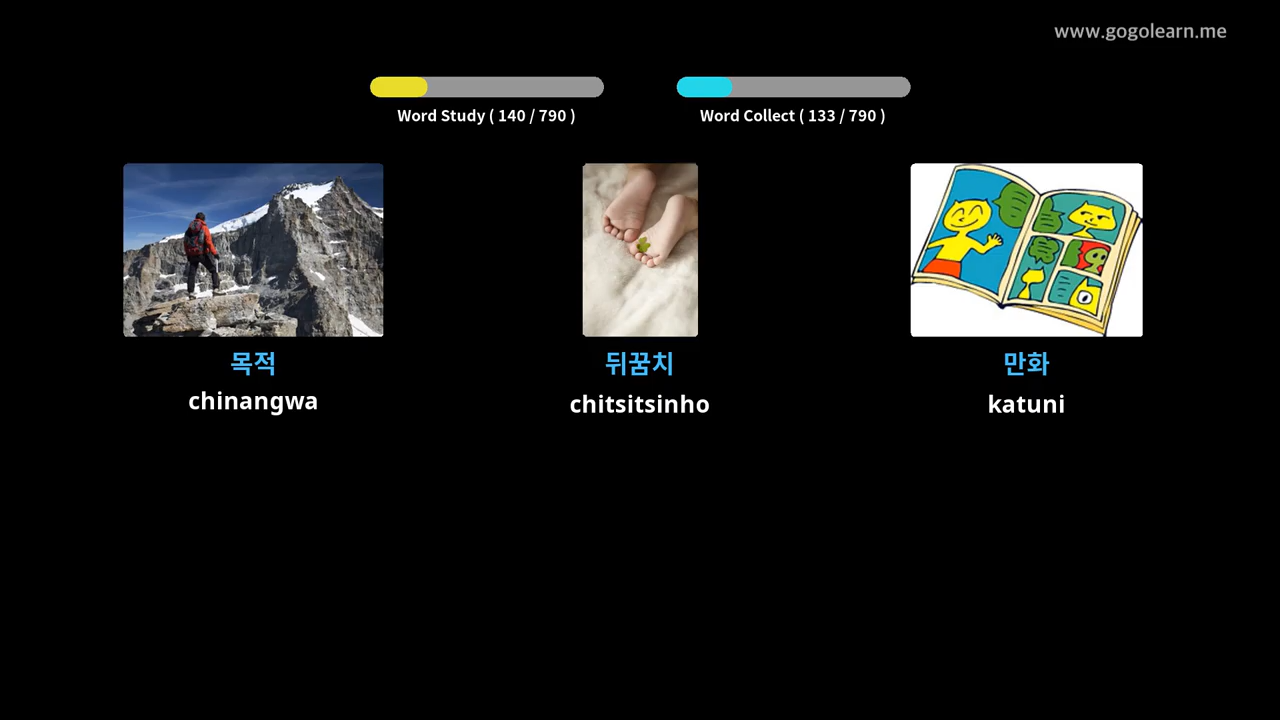 www.gogolearn.me
Word Study ( 140 / 790 )
Word Collect ( 133 / 790 )
목적
chinangwa
뒤꿈치
chitsitsinho
만화
katuni